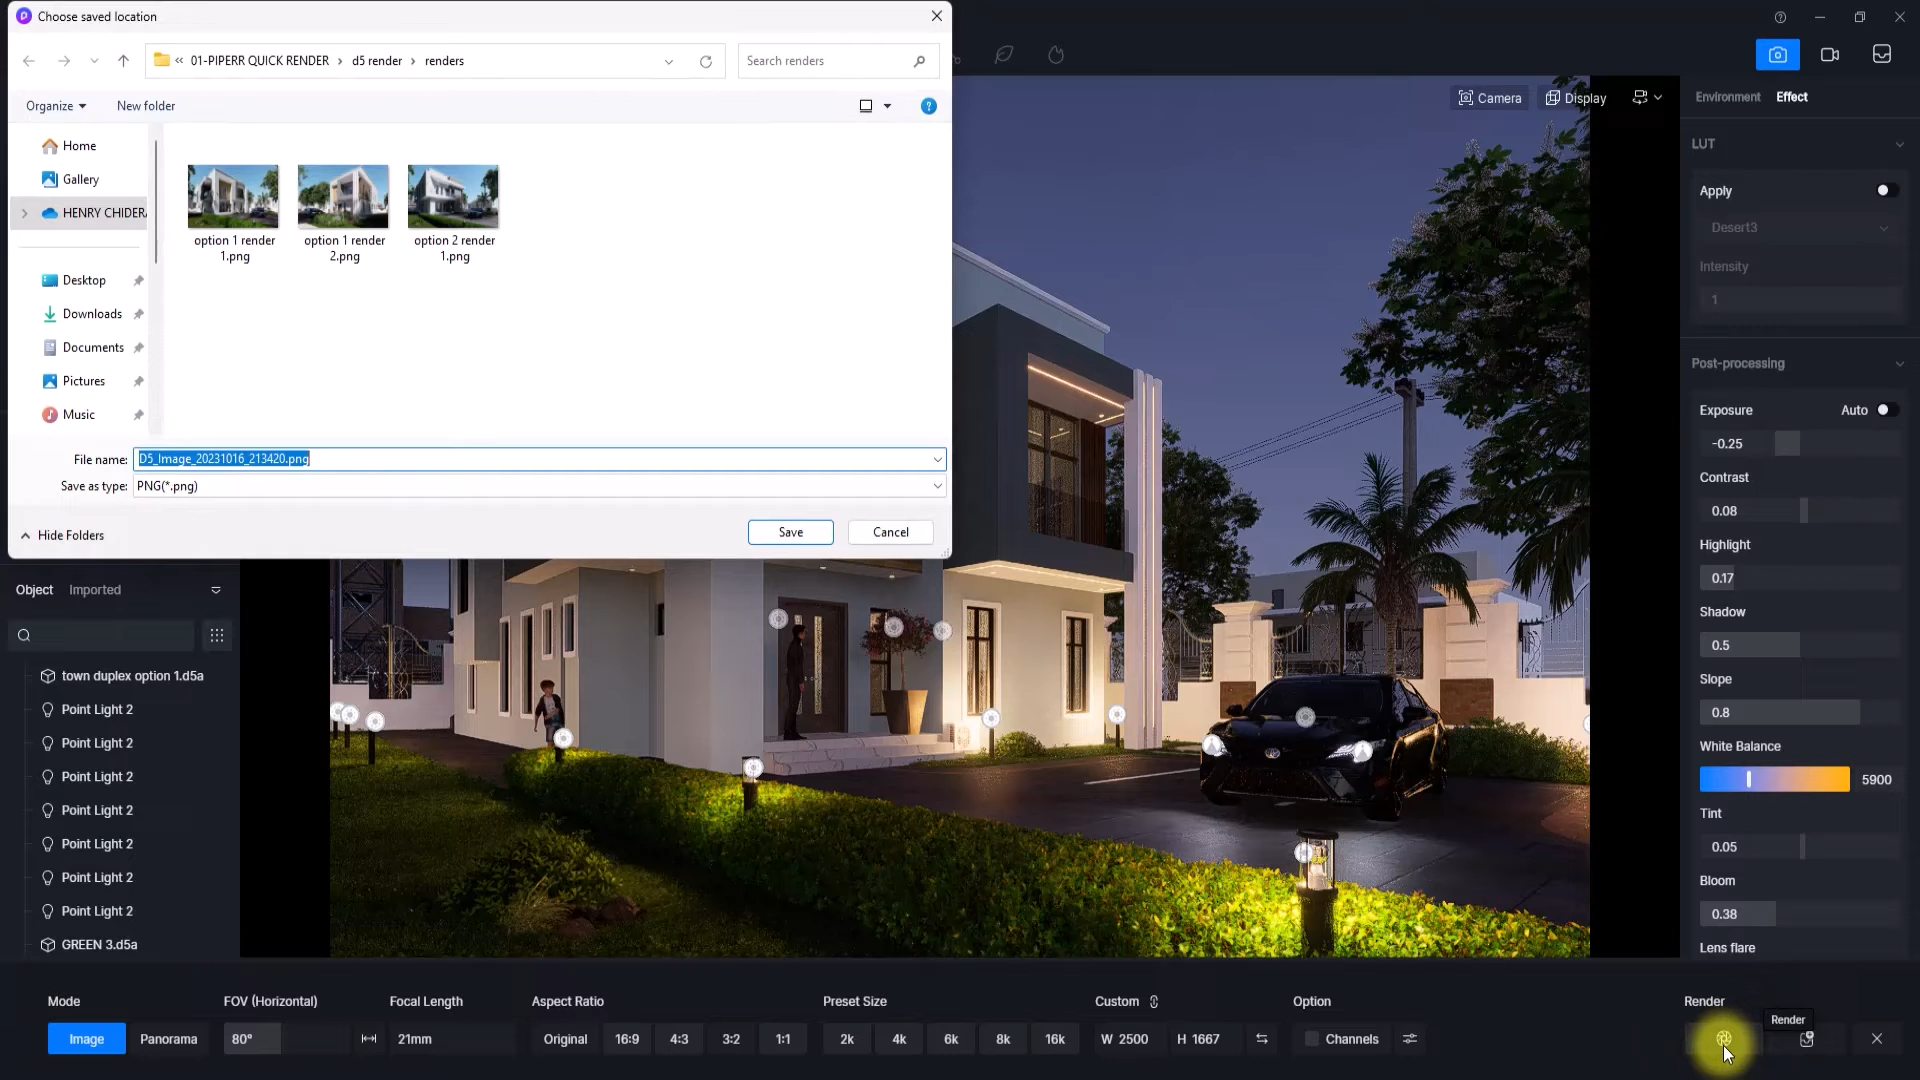 Choose saved location
« 01-PIPERR QUICK RENDER › d5 render › renders
Search renders
Organize
New folder
Home
Gallery
HENRY CHIDER
Desktop
Downloads
Documents
Pictures
Music
option 1 render 1.png
option 1 render 2.png
option 2 render 1.png
File name: D5_Image_20231016_213420.png
Save as type: PNG(*.png)
Hide Folders
Save
Cancel
Camera
Display
Environment
Effect
LUT
Apply
Desert3
Intensity
1
Post-processing
Exposure
Auto
-0.25
Contrast
0.08
Highlight
0.17
Shadow
0.5
Slope
0.8
White Balance
5900
Tint
0.05
Bloom
0.38
Lens flare
Object
Imported
town duplex option 1.d5a
Point Light 2
Point Light 2
Point Light 2
Point Light 2
Point Light 2
Point Light 2
Point Light 2
GREEN 3.d5a
Mode
Image
Panorama
FOV (Horizontal)
80°
Focal Length
21mm
Aspect Ratio
Original
16:9
4:3
3:2
1:1
Preset Size
2k
4k
6k
8k
16k
Custom
W 2500
H 1667
Option
Channels
Render
Render